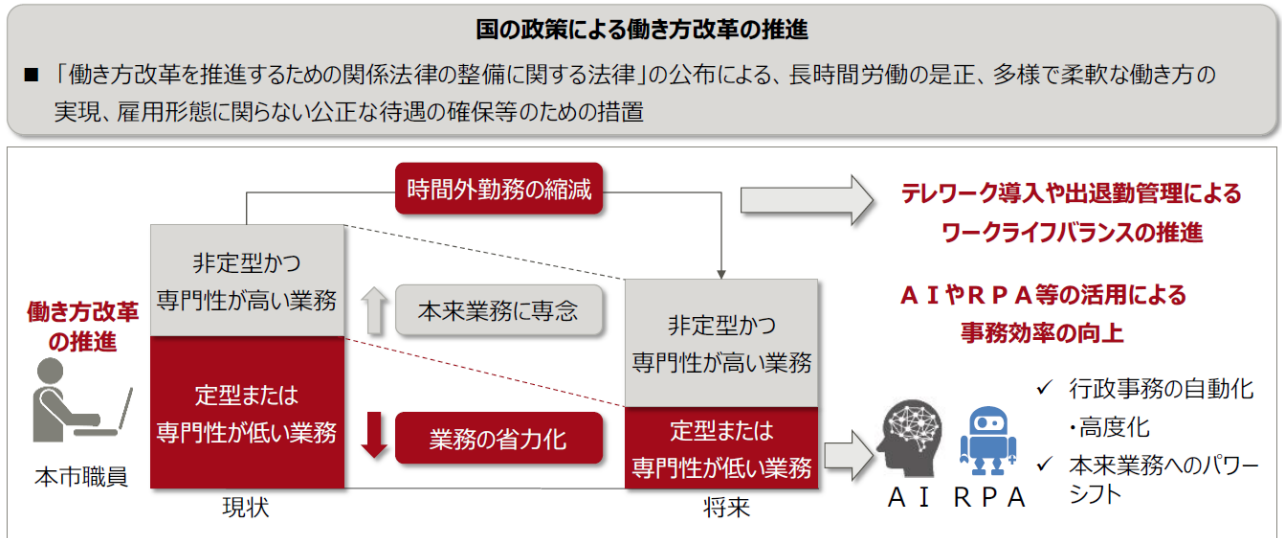 国の政策による働き方改革の推進
■ 「働き方改革を推進するための関係法律の整備に関する法律」の公布による、長時間労働の是正、多様で柔軟な働き方の
実現、雇用形態に関らない公正な待遇の確保等のための措置
時間外勤務の縮減
テレワーク導入や出退勤管理による
ワークライフバランスの推進
働き方改革
の推進
本市職員
非定型かつ
専門性が高い業務
定型または
専門性が低い業務
現状
本来業務に専念
業務の省力化
非定型かつ
専門性が高い業務
定型または
専門性が低い業務
将来
ＡＩやＲＰＡ等の活用による
事務効率の向上
ＡＩ
ＲＰＡ
✓ 行政事務の自動化
・高度化
✓ 本来業務へのパワー
シフト